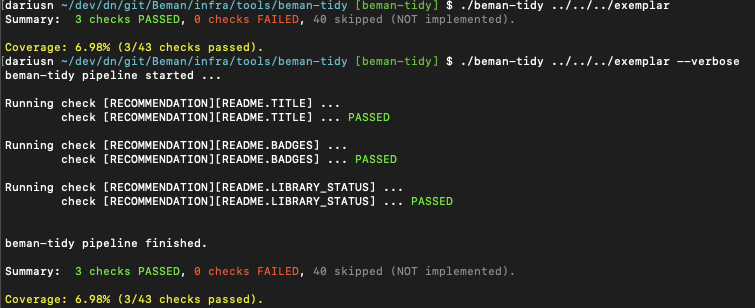 [dariusn ~/dev/dn/git/Beman/infra/tools/beman-tidy [beman-tidy] $ ./beman-tidy ../../../exemplar
Summary:  3 checks PASSED, 0 checks FAILED, 40 skipped (NOT implemented).
Coverage: 6.98% (3/43 checks passed).
[dariusn ~/dev/dn/git/Beman/infra/tools/beman-tidy [beman-tidy] $ ./beman-tidy ../../../exemplar --verbose
beman-tidy pipeline started ...
Running check [RECOMMENDATION][README.TITLE] ...
        check [RECOMMENDATION][README.TITLE] ... PASSED
Running check [RECOMMENDATION][README.BADGES] ...
        check [RECOMMENDATION][README.BADGES] ... PASSED
Running check [RECOMMENDATION][README.LIBRARY_STATUS] ...
        check [RECOMMENDATION][README.LIBRARY_STATUS] ... PASSED
beman-tidy pipeline finished.
Summary:  3 checks PASSED, 0 checks FAILED, 40 skipped (NOT implemented).
Coverage: 6.98% (3/43 checks passed).